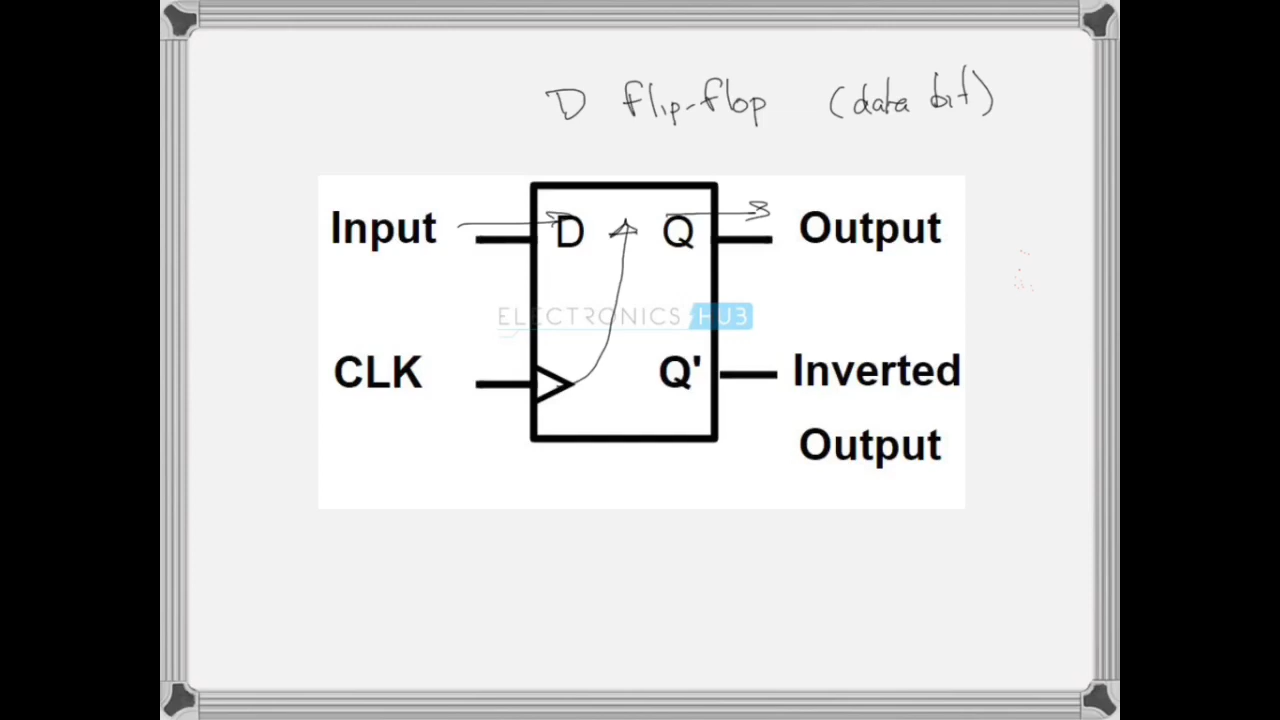 D flip-flop (data bit)
Input D Q Output
ELECTRONICS HUB
CLK Q' Inverted
Output